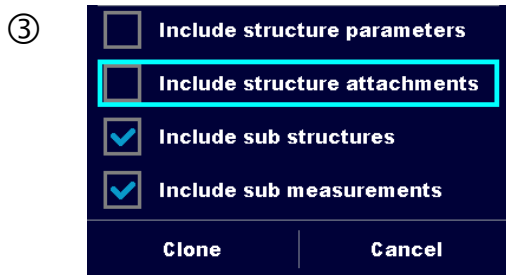 ③
Include structure parameters
Include structure attachments
Include sub structures
Include sub measurements
Clone Cancel